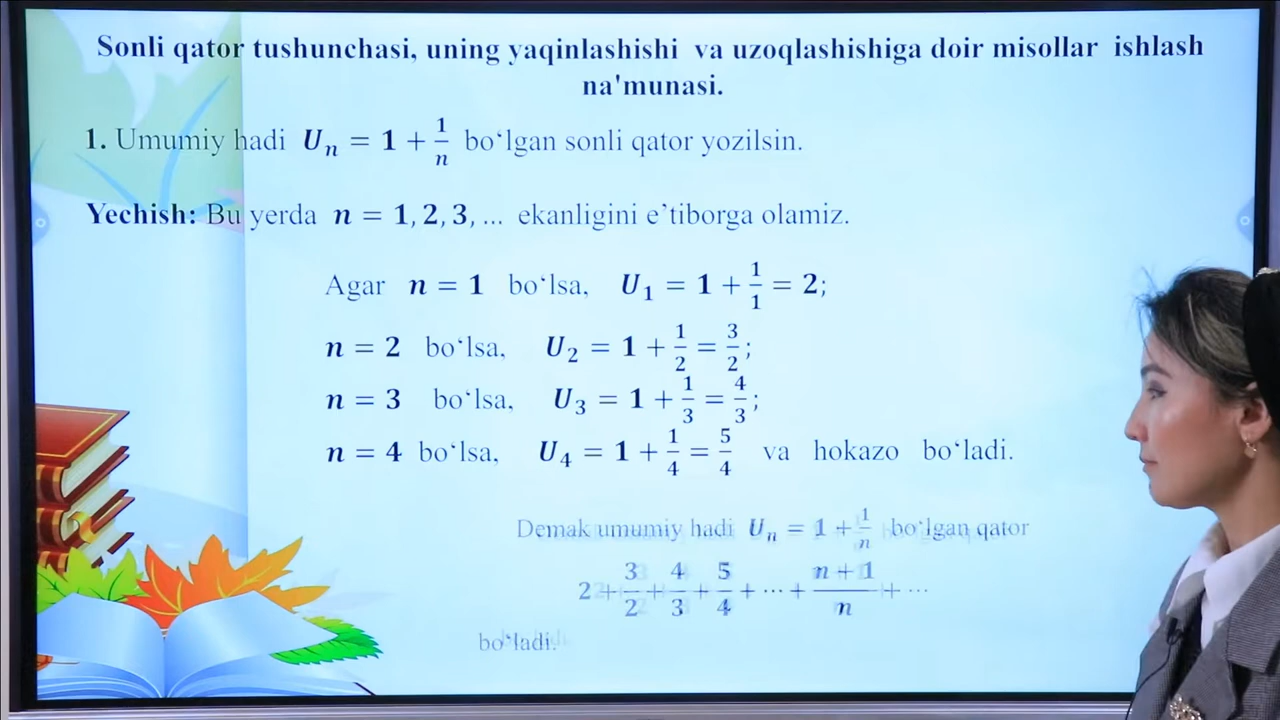 Sonli qator tushunchasi, uning yaqinlashishi va uzoqlashishiga doir misollar ishlash
na'munasi.
1. Umumiy hadi Uₙ = 1 + 1/n bo‘lgan sonli qator yozilsin.
Yechish: Bu yerda n = 1, 2, 3, ... ekanligini e’tiborga olamiz.
Agar n = 1 bo‘lsa, U₁ = 1 + 1/1 = 2;
n = 2 bo‘lsa, U₂ = 1 + 1/2 = 3/2;
n = 3 bo‘lsa, U₃ = 1 + 1/3 = 4/3;
n = 4 bo‘lsa, U₄ = 1 + 1/4 = 5/4 va hokazo bo‘ladi.
Demak umumiy hadi Uₙ = 1 + 1/n bo‘lgan qator
2 + 3/2 + 4/3 + 5/4 + ⋯ + (n + 1)/n + ⋯
bo‘ladi.